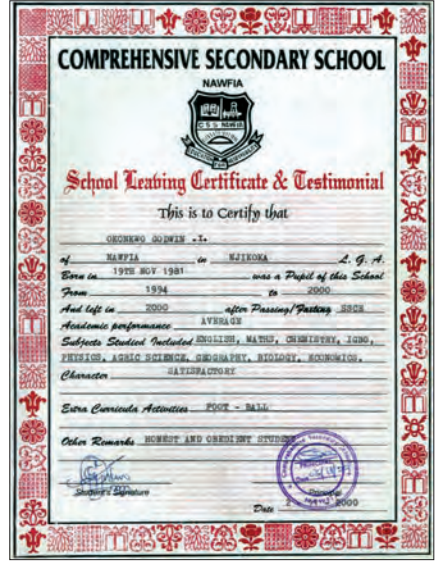 COMPREHENSIVE SECONDARY SCHOOL
NAWFIA
C S S NAWFIA
School Leaving Certificate & Testimonial
This is to Certify that
OKONKWO GODWIN .I.
of NAWFIA in NJIKOKA L. G. A.
Born in 19TH NOV 1981 was a Pupil of this School
From 1994 to 2000
And left in 2000 after Passing/Fasting SSCE
Academic performance AVERAGE
Subjects Studied Included ENGLISH, MATHS, CHEMISTRY, IGBO,
PHYSICS, AGRIC SCIENCE, GEOGRAPHY, BIOLOGY, ECONOMICS,
Character SATISFACTORY
Extra Curricula Activities FOOT - BALL
Other Remarks HONEST AND OBEDIENT STUDENT
Student's Signature Principal
Date 2 2000